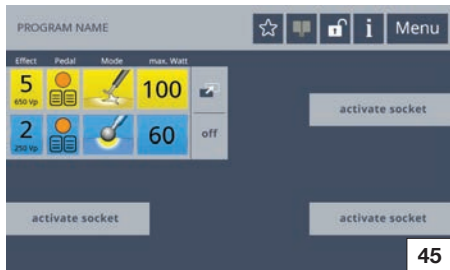 PROGRAM NAME
i
Menu
Effect Pedal Mode max. Watt
5 100
650 Vp
2 60 off
250 Vp
activate socket
activate socket
activate socket
45